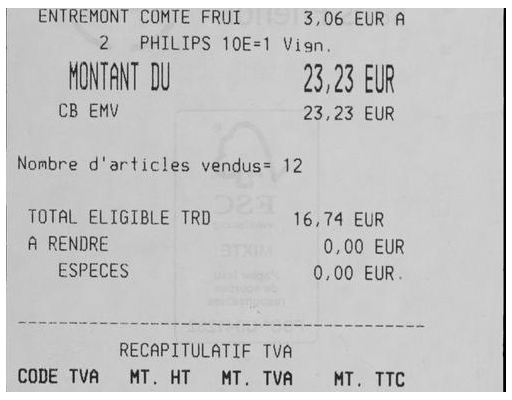 ENTREMONT COMTE FRUI 3,06 EUR A
2 PHILIPS 10E=1 Vign.
MONTANT DU 23,23 EUR
CB EMV 23,23 EUR
Nombre d'articles vendus= 12
TOTAL ELIGIBLE TRD 16,74 EUR
A RENDRE 0,00 EUR
ESPECES 0,00 EUR.
------------------------------------------
RECAPITULATIF TVA
CODE TVA MT. HT MT. TVA MT. TTC